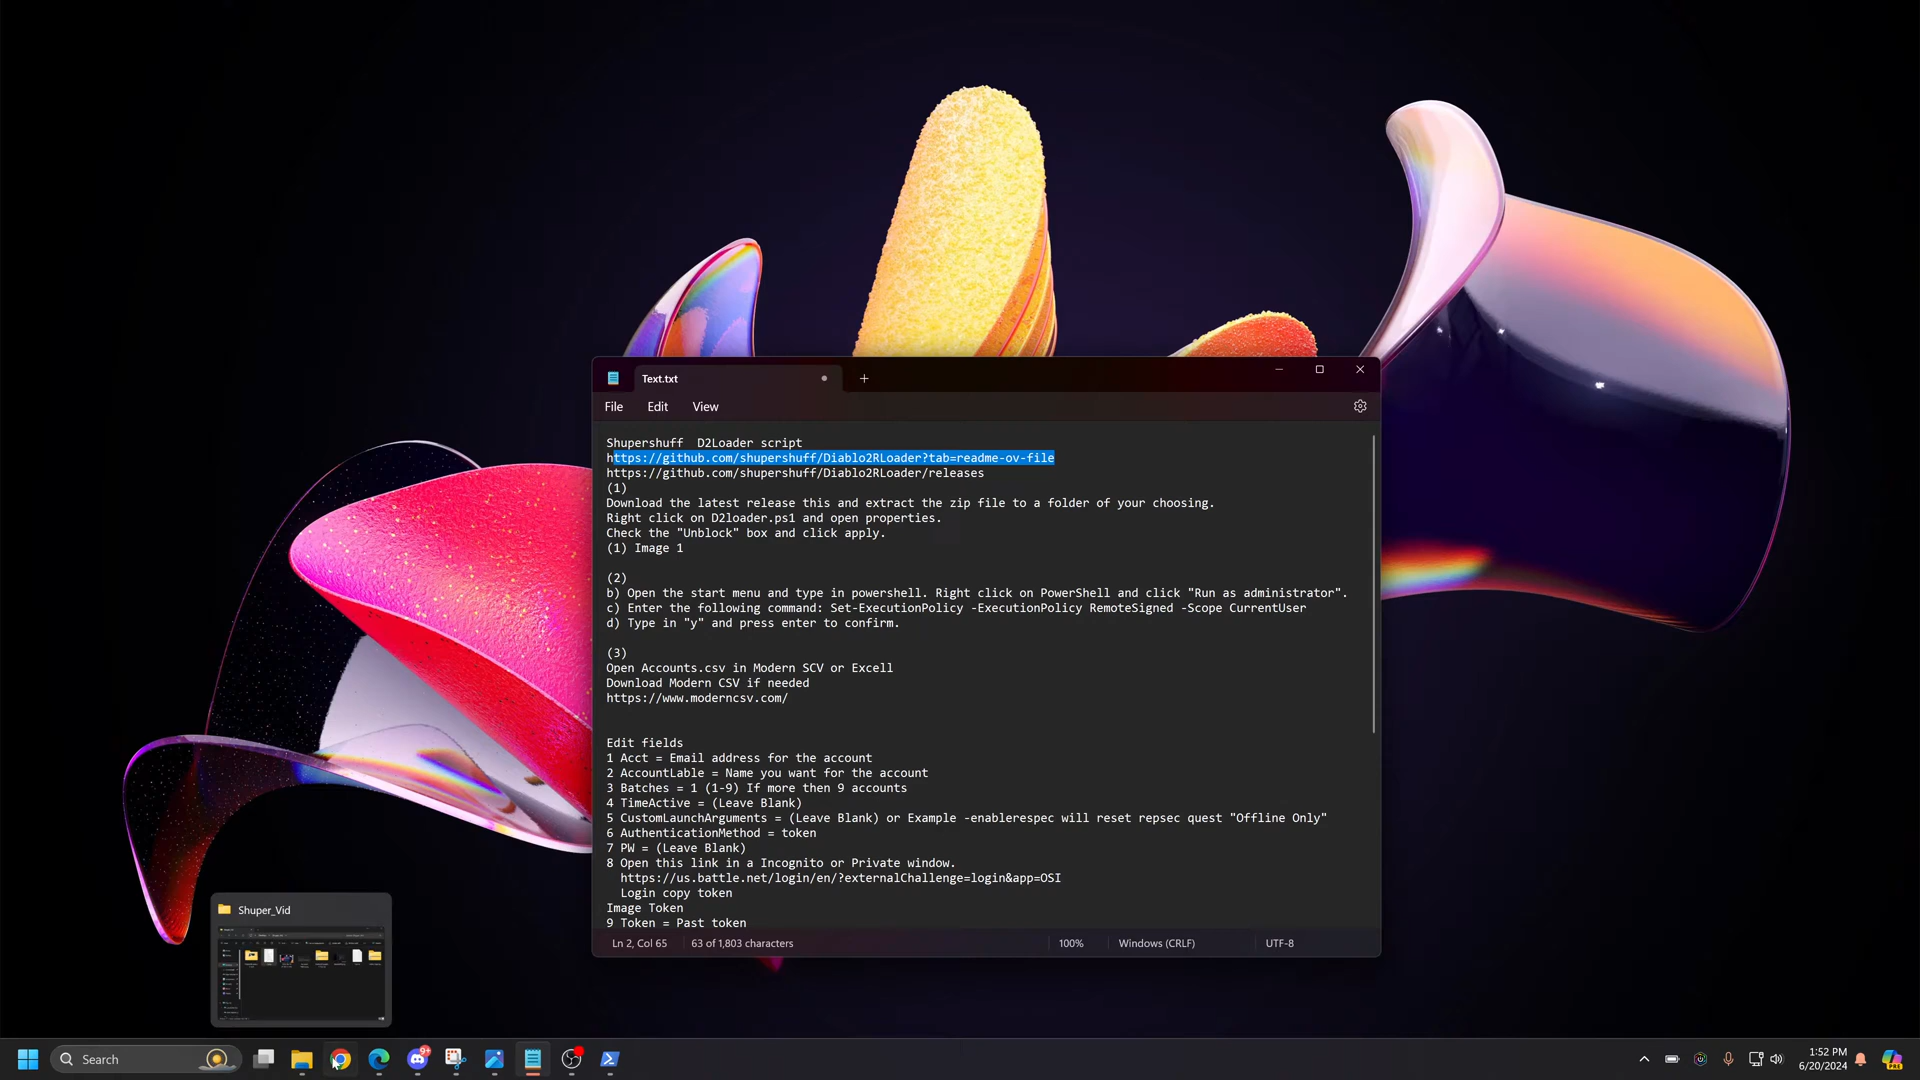 Text.txt
File Edit View
Shupershuff  D2Loader script
https://github.com/shupershuff/Diablo2RLoader?tab=readme-ov-file
https://github.com/shupershuff/Diablo2RLoader/releases
(1)
Download the latest release this and extract the zip file to a folder of your choosing.
Right click on D2loader.ps1 and open properties.
Check the "Unblock" box and click apply.
(1) Image 1
(2)
b) Open the start menu and type in powershell. Right click on PowerShell and click "Run as administrator".
c) Enter the following command: Set-ExecutionPolicy -ExecutionPolicy RemoteSigned -Scope CurrentUser
d) Type in "y" and press enter to confirm.
(3)
Open Accounts.csv in Modern SCV or Excell
Download Modern CSV if needed
https://www.moderncsv.com/
Edit fields
1 Acct = Email address for the account
2 AccountLable = Name you want for the account
3 Batches = 1 (1-9) If more then 9 accounts
4 TimeActive = (Leave Blank)
5 CustomLaunchArguments = (Leave Blank) or Example -enablerespec will reset repsec quest "Offline Only"
6 AuthenticationMethod = token
7 PW = (Leave Blank)
8 Open this link in a Incognito or Private window.
https://us.battle.net/login/en/?externalChallenge=login&app=OSI
Login copy token
Image Token
9 Token = Past token
Ln 2, Col 65 63 of 1,803 characters 100% Windows (CRLF) UTF-8
Shuper_Vid
Search
9+
1:52 PM
6/20/2024
PRE